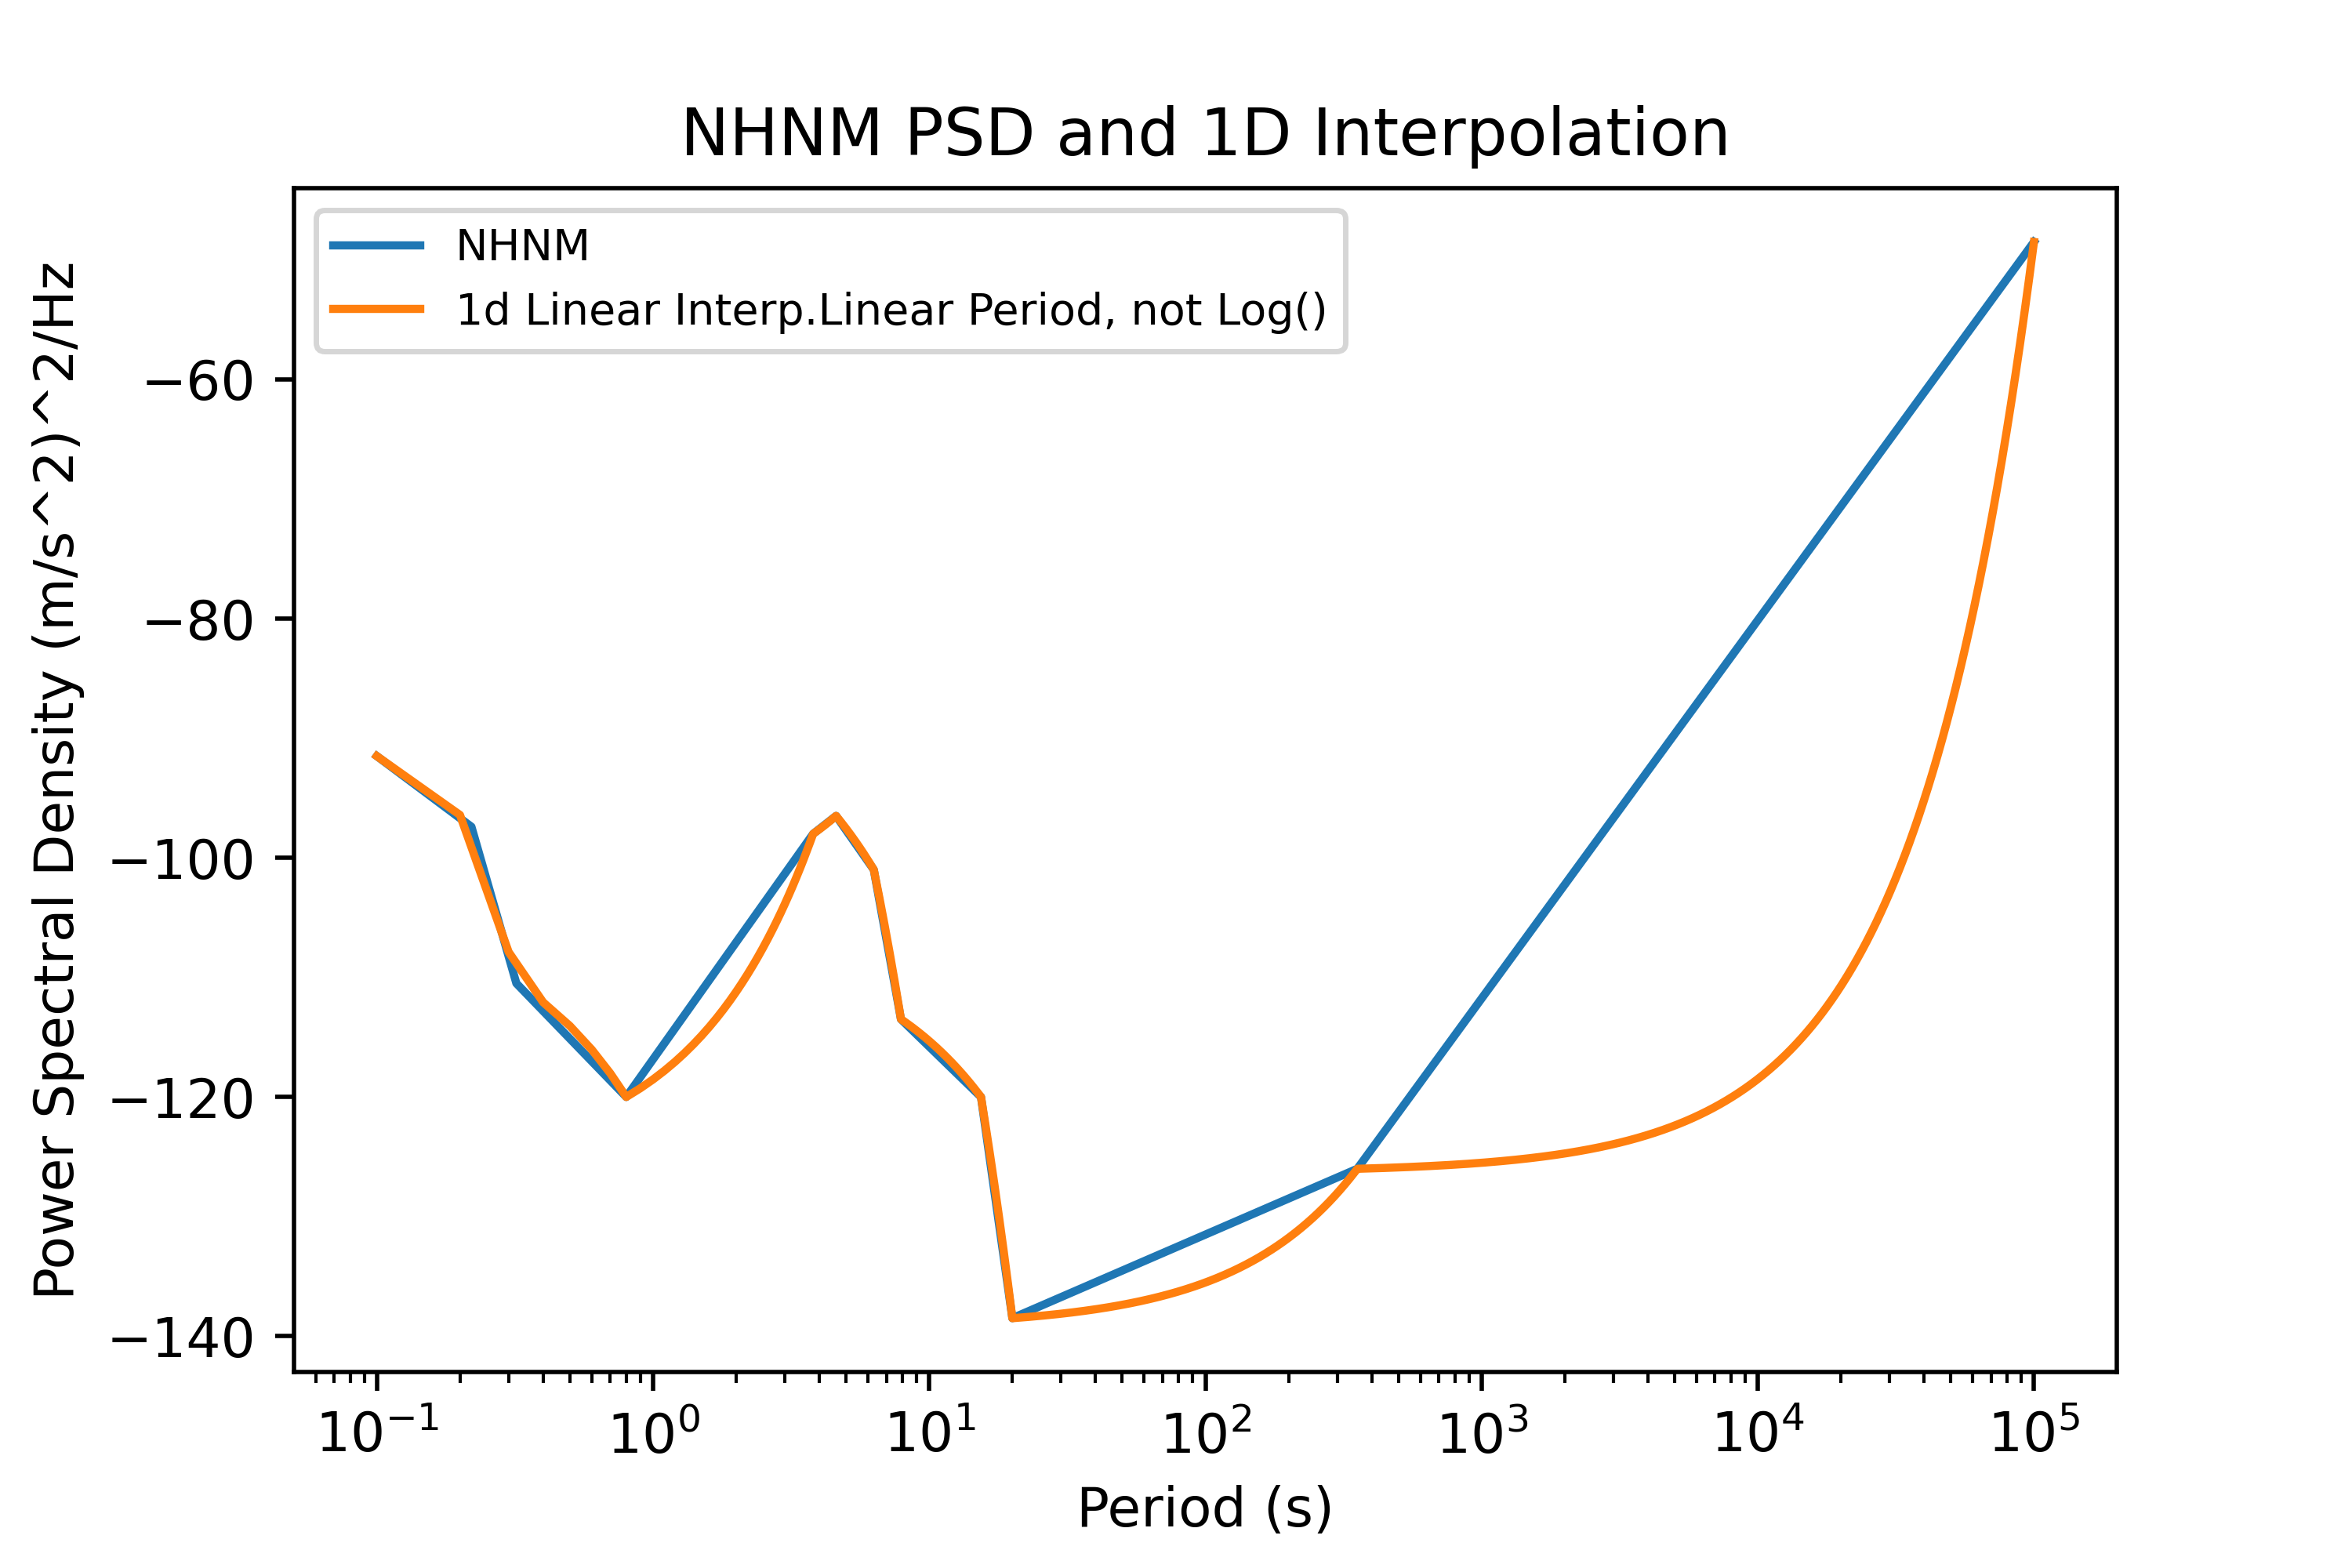 NHNM PSD and 1D Interpolation
NHNM
1d Linear Interp.Linear Period, not Log()
Power Spectral Density (m/s^2)^2/Hz
−60
−80
−100
−120
−140
10⁻¹ 10⁰ 10¹ 10² 10³ 10⁴ 10⁵
Period (s)